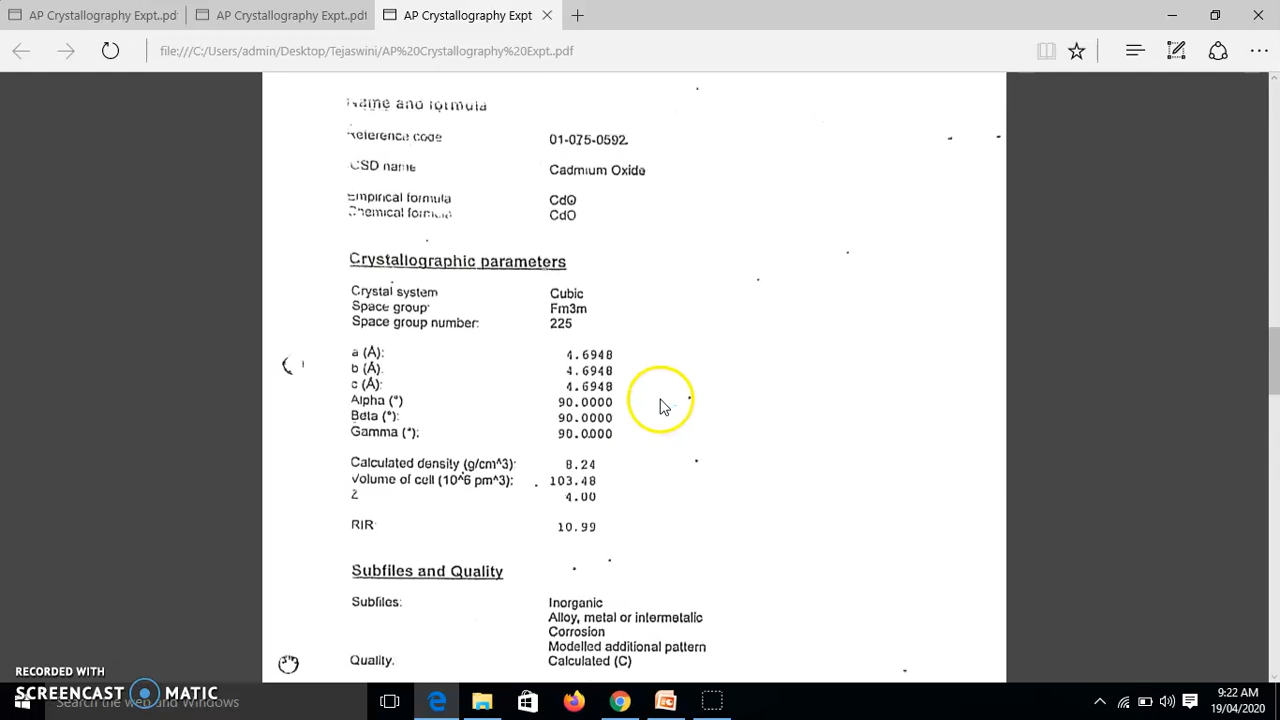 AP Crystallography Expt..pdf
AP Crystallography Expt..pdf
AP Crystallography Expt
file:///C:/Users/admin/Desktop/Tejaswini/AP%20Crystallography%20Expt..pdf
Name and formula
Reference code 01-075-0592
CSD name Cadmium Oxide
Empirical formula CdO
Chemical formula CdO
Crystallographic parameters
Crystal system Cubic
Space group: Fm3m
Space group number: 225
a (Å): 4.6948
b (Å). 4.6948
c (Å): 4.6948
Alpha (°) 90.0000
Beta (°): 90.0000
Gamma (°): 90.0000
Calculated density (g/cm^3): 8.24
Volume of cell (10^6 pm^3): 103.48
Z 4.00
RIR 10.99
Subfiles and Quality
Subfiles: Inorganic
Alloy, metal or intermetalic
Corrosion
Modelled additional pattern
Quality. Calculated (C)
RECORDED WITH
SCREENCAST MATIC
Search the web and Windows
9:22 AM
19/04/2020